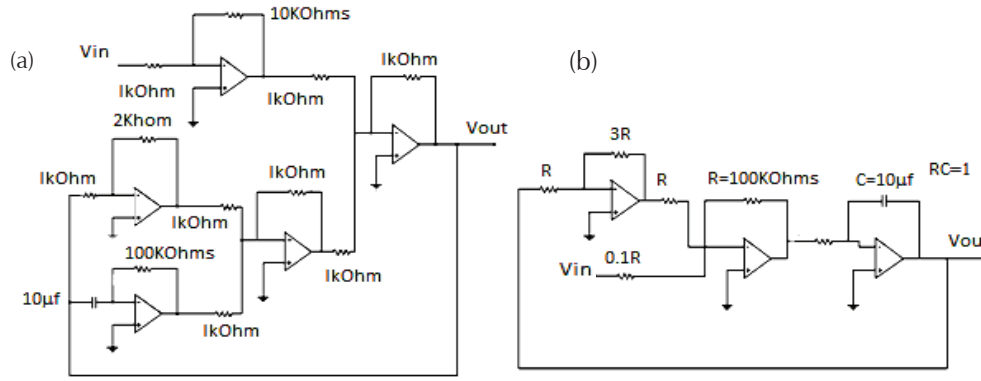 (a)
10KOhms
Vin
IkOhm
IkOhm
IkOhm
Vout
2Khom
IkOhm
IkOhm
IkOhm
100KOhms
IkOhm
10µf
IkOhm
(b)
3R
R
R
R=100KOhms
C=10µf
RC=1
0.1R
Vin
Vou